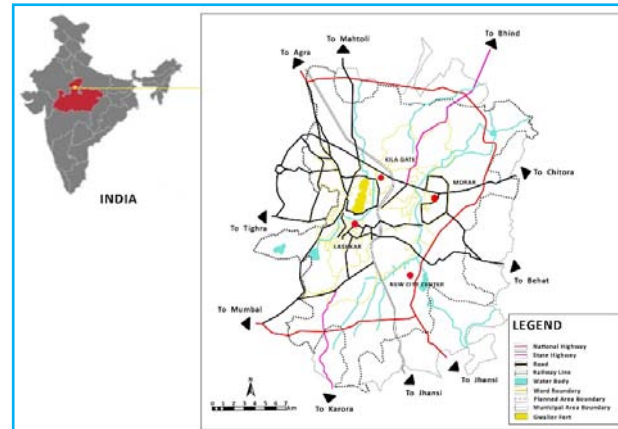 To Bhind
To Mahtoli
To Agra
KILA GATE
MORAR
To Chitora
INDIA
To Tighra
LASHKAR
To Behat
NEW CITY CENTER
To Mumbai
LEGEND
National Highway
State Highway
Road
Railway Line
Water Body
Ward Boundary
Planned Area Boundary
Municipal Area Boundary
Gwalior Fort
To Jhansi
To Jhansi
To Karora
N